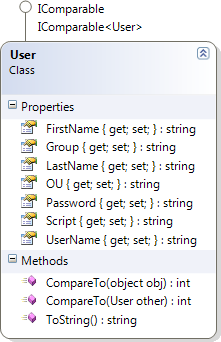 IComparable
IComparable<User>
User
Class
Properties
FirstName { get; set; } : string
Group { get; set; } : string
LastName { get; set; } : string
OU { get; set; } : string
Password { get; set; } : string
Script { get; set; } : string
UserName { get; set; } : string
Methods
CompareTo(object obj) : int
CompareTo(User other) : int
ToString() : string